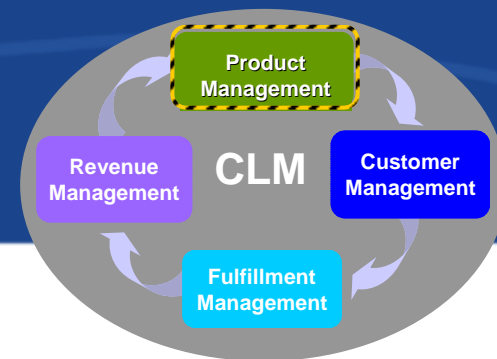 Product
Management
Revenue
Management
CLM
Customer
Management
Fulfillment
Management